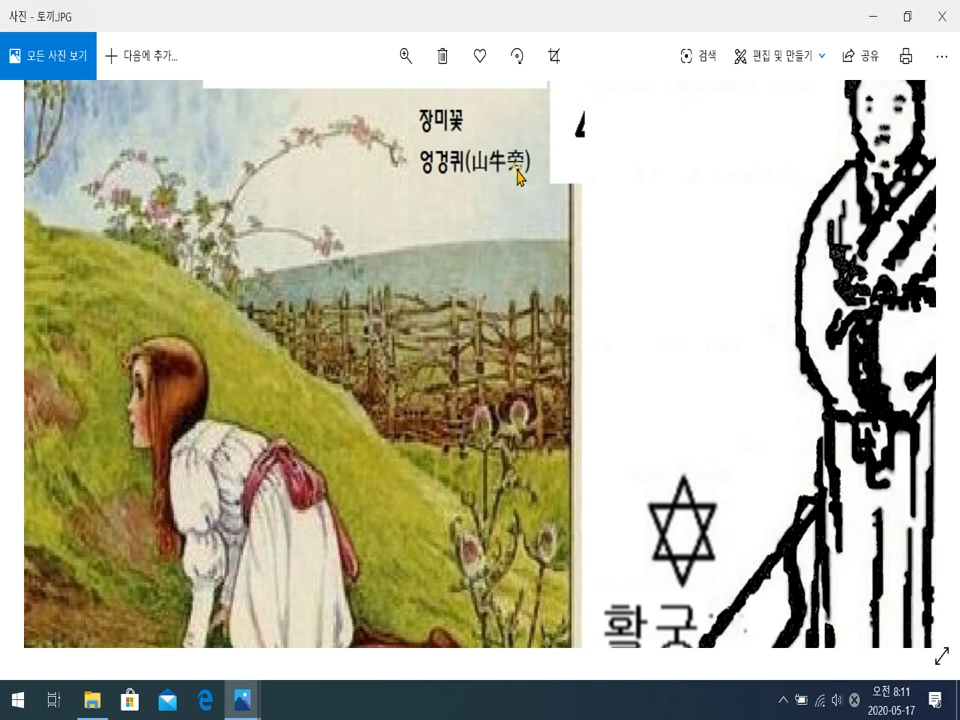 사진 - 토끼.JPG
모든 사진 보기
다음에 추가...
검색
편집 및 만들기
공유
장미꽃
엉겅퀴(山牛旁)
활궁
오전 8:11
2020-05-17